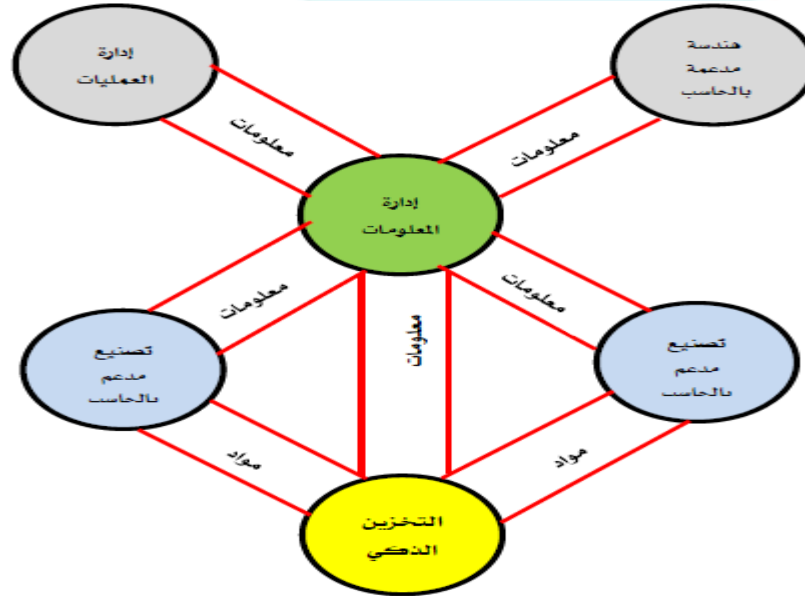 إدارة
العمليات
هندسة
مدعمة
بالحاسب
معلومات
معلومات
إدارة
المعلومات
معلومات
معلومات
معلومات
تصنيع
مدعم
بالحاسب
تصنيع
مدعم
بالحاسب
مواد
مواد
التخزين
الذكي